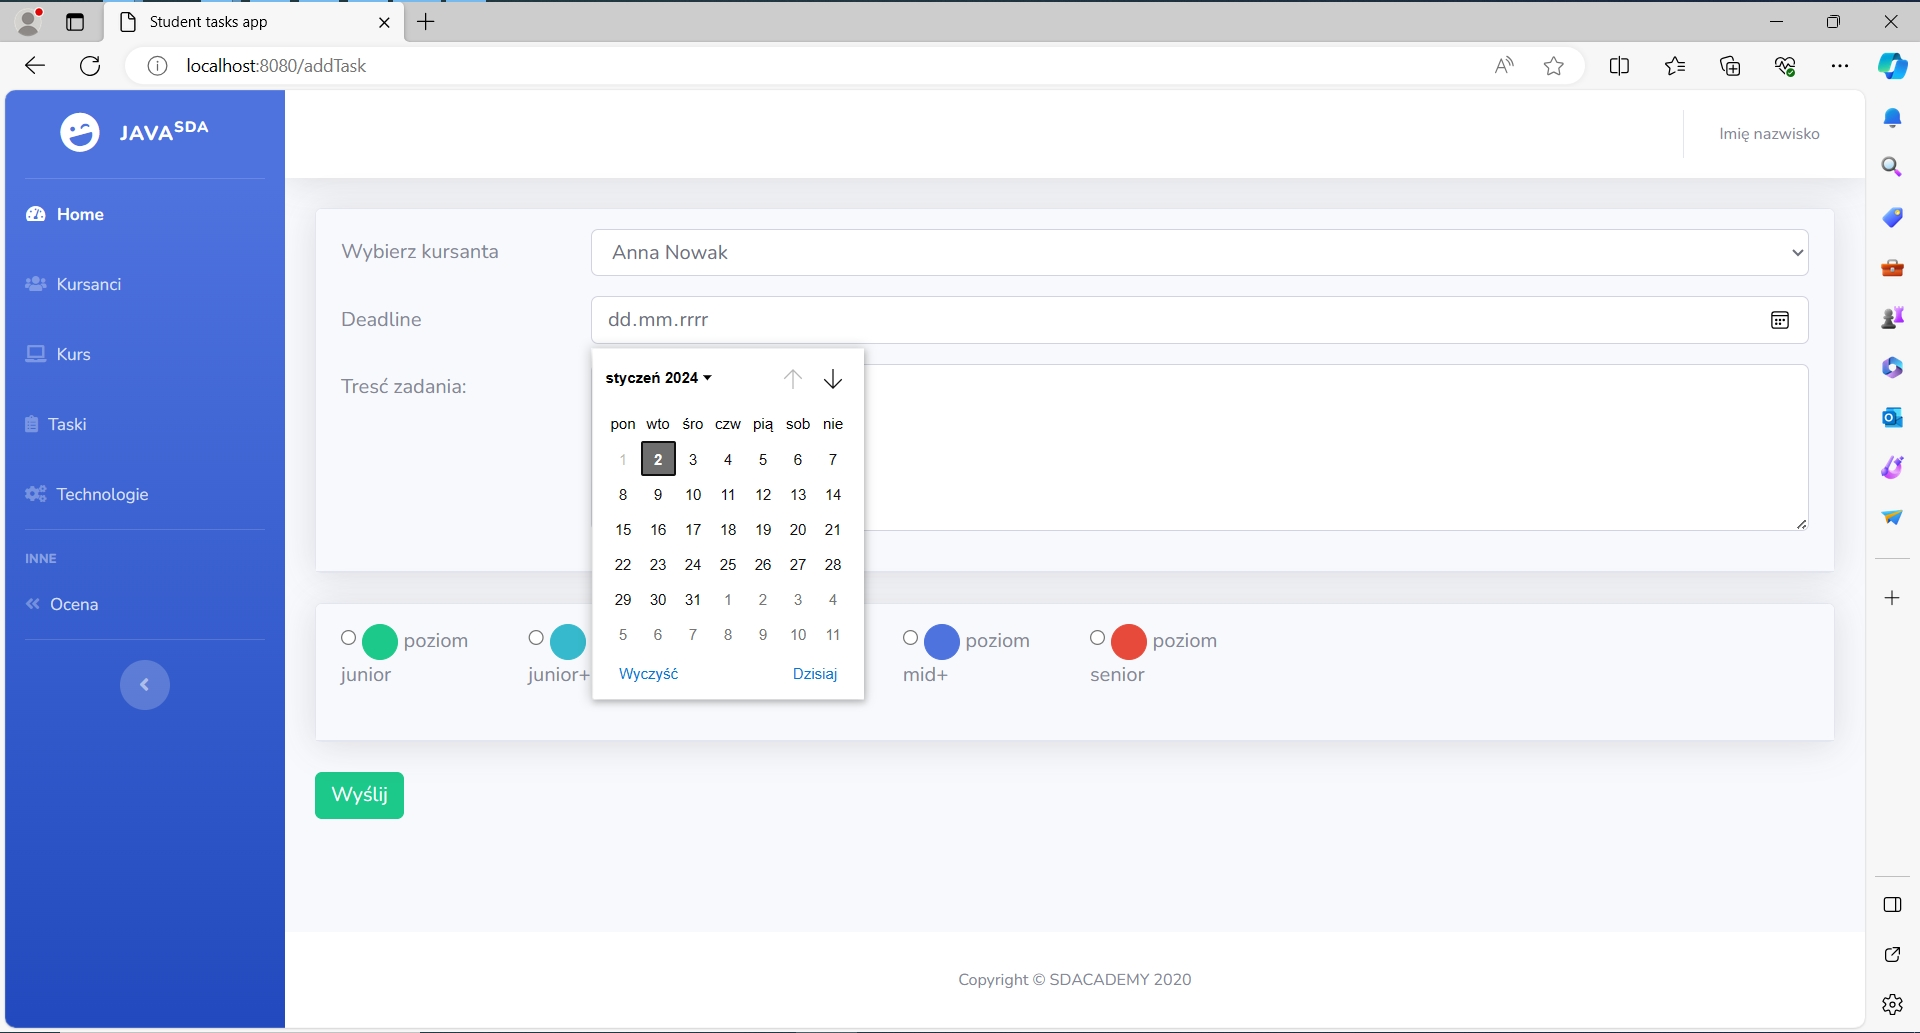 Student tasks app
localhost:8080/addTask
JAVA SDA
Imię nazwisko
Home
Kursanci
Kurs
Taski
Technologie
INNE
Ocena
Wybierz kursanta
Anna Nowak
Deadline
dd.mm.rrrr
Tresć zadania:
styczeń 2024
pon wto śro czw pią sob nie
1 2 3 4 5 6 7
8 9 10 11 12 13 14
15 16 17 18 19 20 21
22 23 24 25 26 27 28
29 30 31 1 2 3 4
5 6 7 8 9 10 11
Wyczyść Dzisiaj
poziom
junior
junior+
poziom
mid+
poziom
senior
Wyślij
Copyright © SDACADEMY 2020